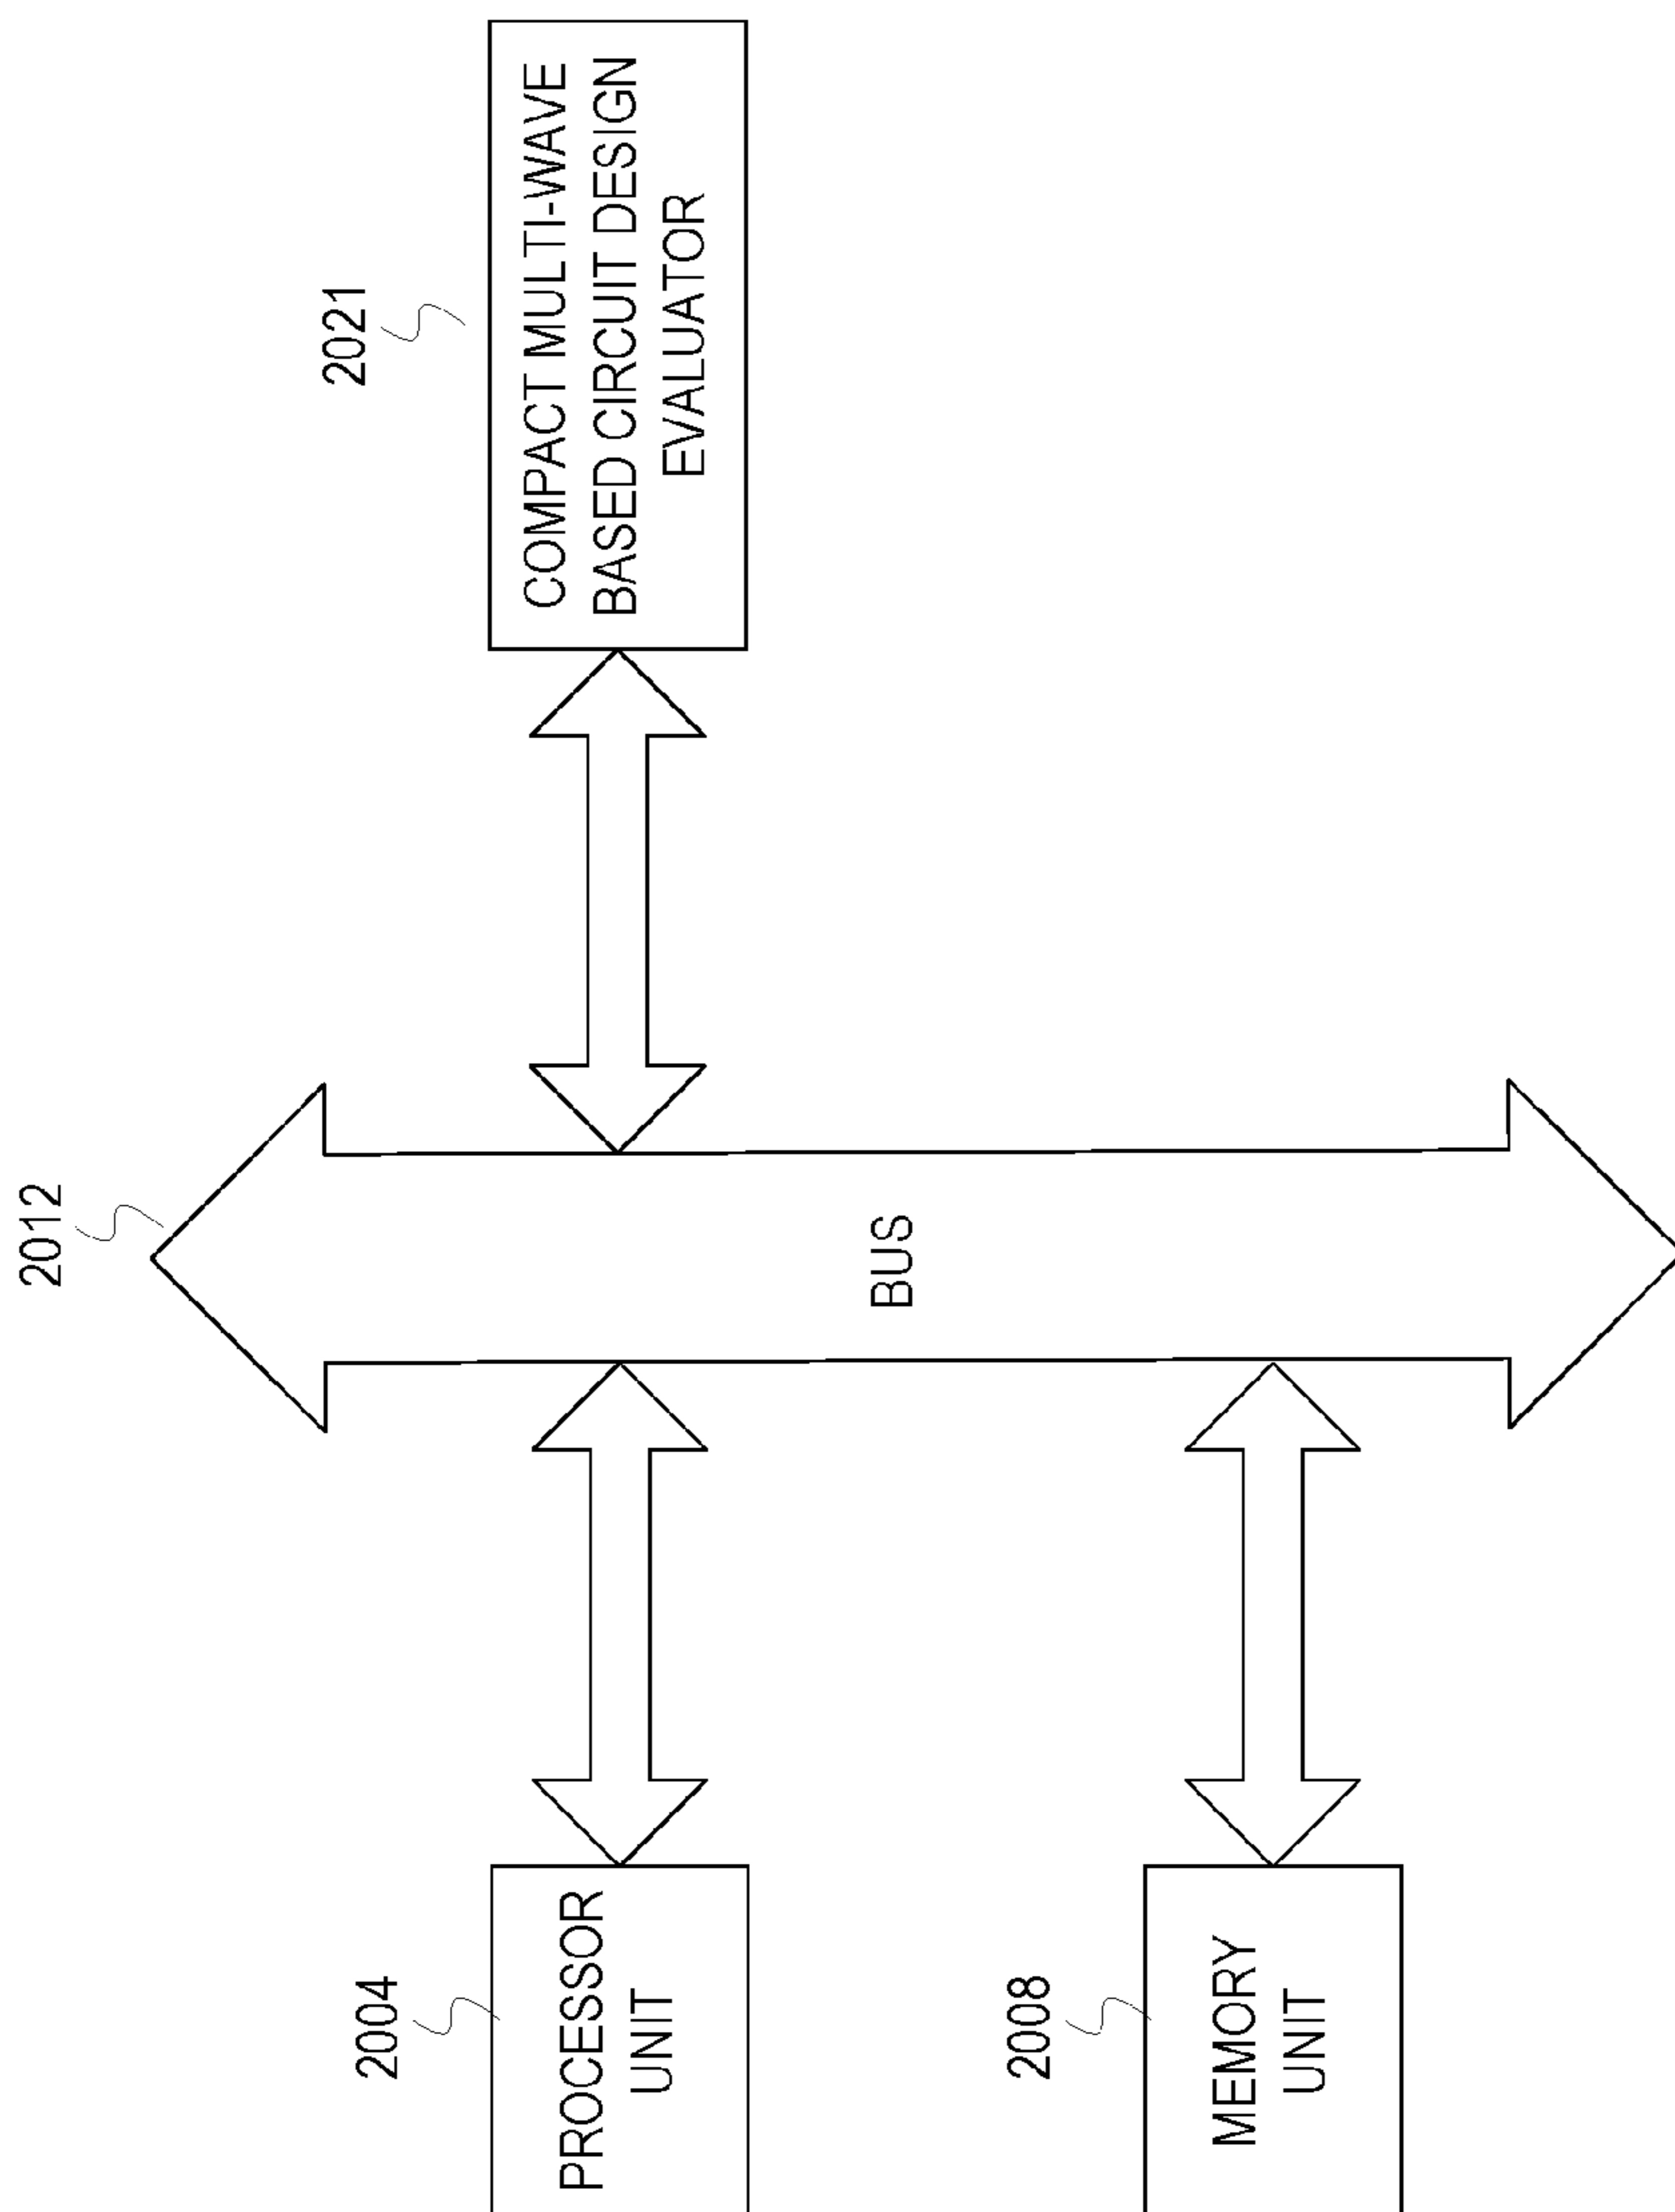 2004
PROCESSOR
UNIT
2008
MEMORY
UNIT
2012
BUS
2021
COMPACT MULTI-WAVE
BASED CIRCUIT DESIGN
EVALUATOR